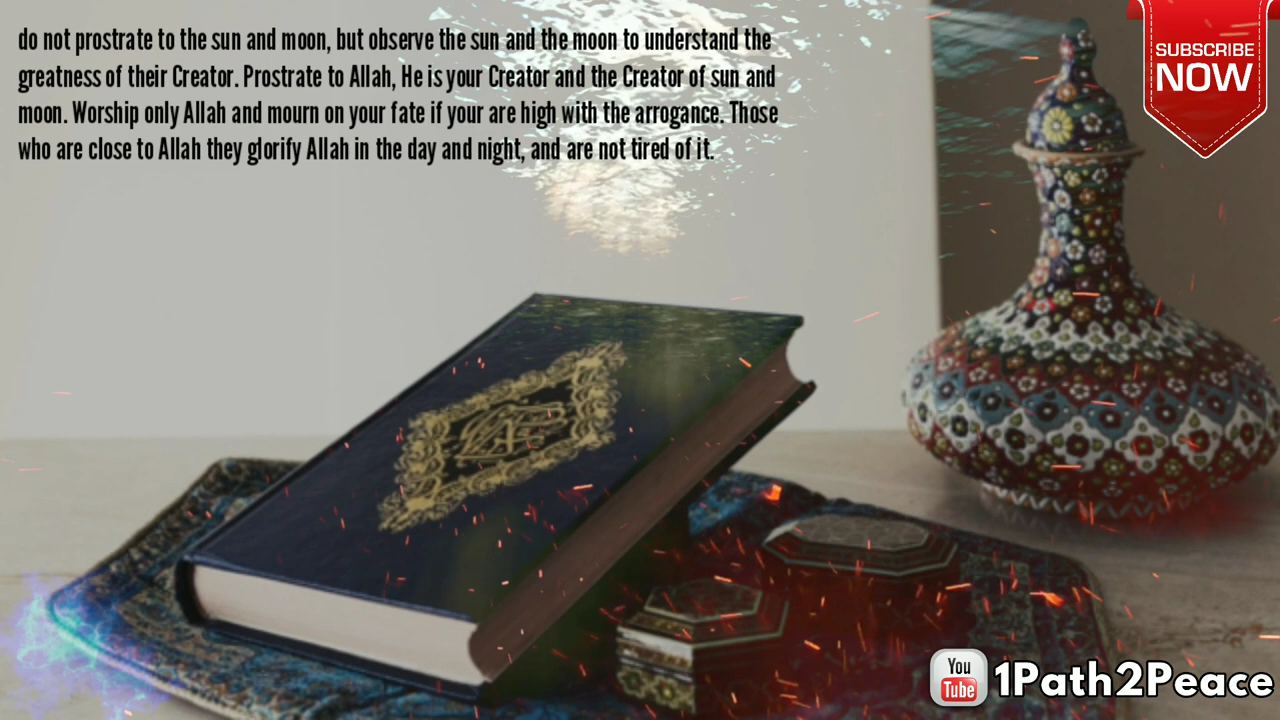 do not prostrate to the sun and moon, but observe the sun and the moon to understand the
greatness of their Creator. Prostrate to Allah, He is your Creator and the Creator of sun and
moon. Worship only Allah and mourn on your fate if your are high with the arrogance. Those
who are close to Allah they glorify Allah in the day and night, and are not tired of it.
SUBSCRIBE
NOW
You
Tube
1Path2Peace